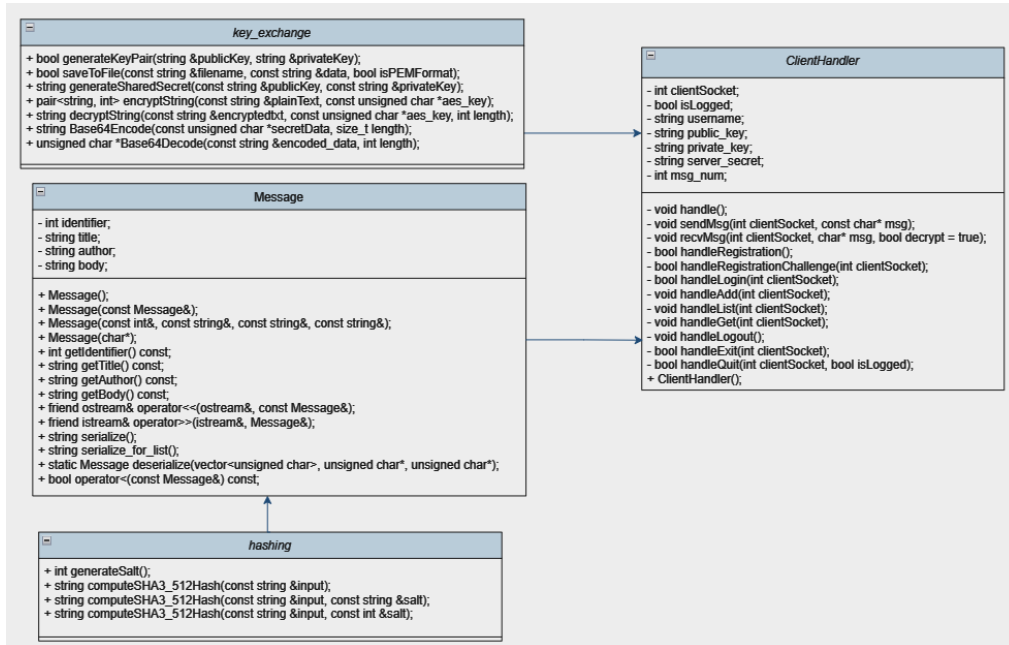 key_exchange
+ bool generateKeyPair(string &publicKey, string &privateKey);
+ bool saveToFile(const string &filename, const string &data, bool isPEMFormat);
+ string generateSharedSecret(const string &publicKey, const string &privateKey);
+ pair<string, int> encryptString(const string &plainText, const unsigned char *aes_key);
+ string decryptString(const string &encryptedtxt, const unsigned char *aes_key, int length);
+ string Base64Encode(const unsigned char *secretData, size_t length);
+ unsigned char *Base64Decode(const string &encoded_data, int length);
Message
- int identifier;
- string title;
- string author;
- string body;
+ Message();
+ Message(const Message&);
+ Message(const int&, const string&, const string&, const string&);
+ Message(char*);
+ int getIdentifier() const;
+ string getTitle() const;
+ string getAuthor() const;
+ string getBody() const;
+ friend ostream& operator<<(ostream&, const Message&);
+ friend istream& operator>>(istream&, Message&);
+ string serialize();
+ string serialize_for_list();
+ static Message deserialize(vector<unsigned char>, unsigned char*, unsigned char*);
+ bool operator<(const Message&) const;
hashing
+ int generateSalt();
+ string computeSHA3_512Hash(const string &input);
+ string computeSHA3_512Hash(const string &input, const string &salt);
+ string computeSHA3_512Hash(const string &input, const int &salt);
ClientHandler
- int clientSocket;
- bool isLogged;
- string username;
- string public_key;
- string private_key;
- string server_secret;
- int msg_num;
- void handle();
- void sendMsg(int clientSocket, const char* msg);
- void recvMsg(int clientSocket, char* msg, bool decrypt = true);
- bool handleRegistration();
- bool handleRegistrationChallenge(int clientSocket);
- bool handleLogin(int clientSocket);
- void handleAdd(int clientSocket);
- void handleList(int clientSocket);
- void handleGet(int clientSocket);
- void handleLogout();
- bool handleExit(int clientSocket);
- bool handleQuit(int clientSocket, bool isLogged);
+ ClientHandler();